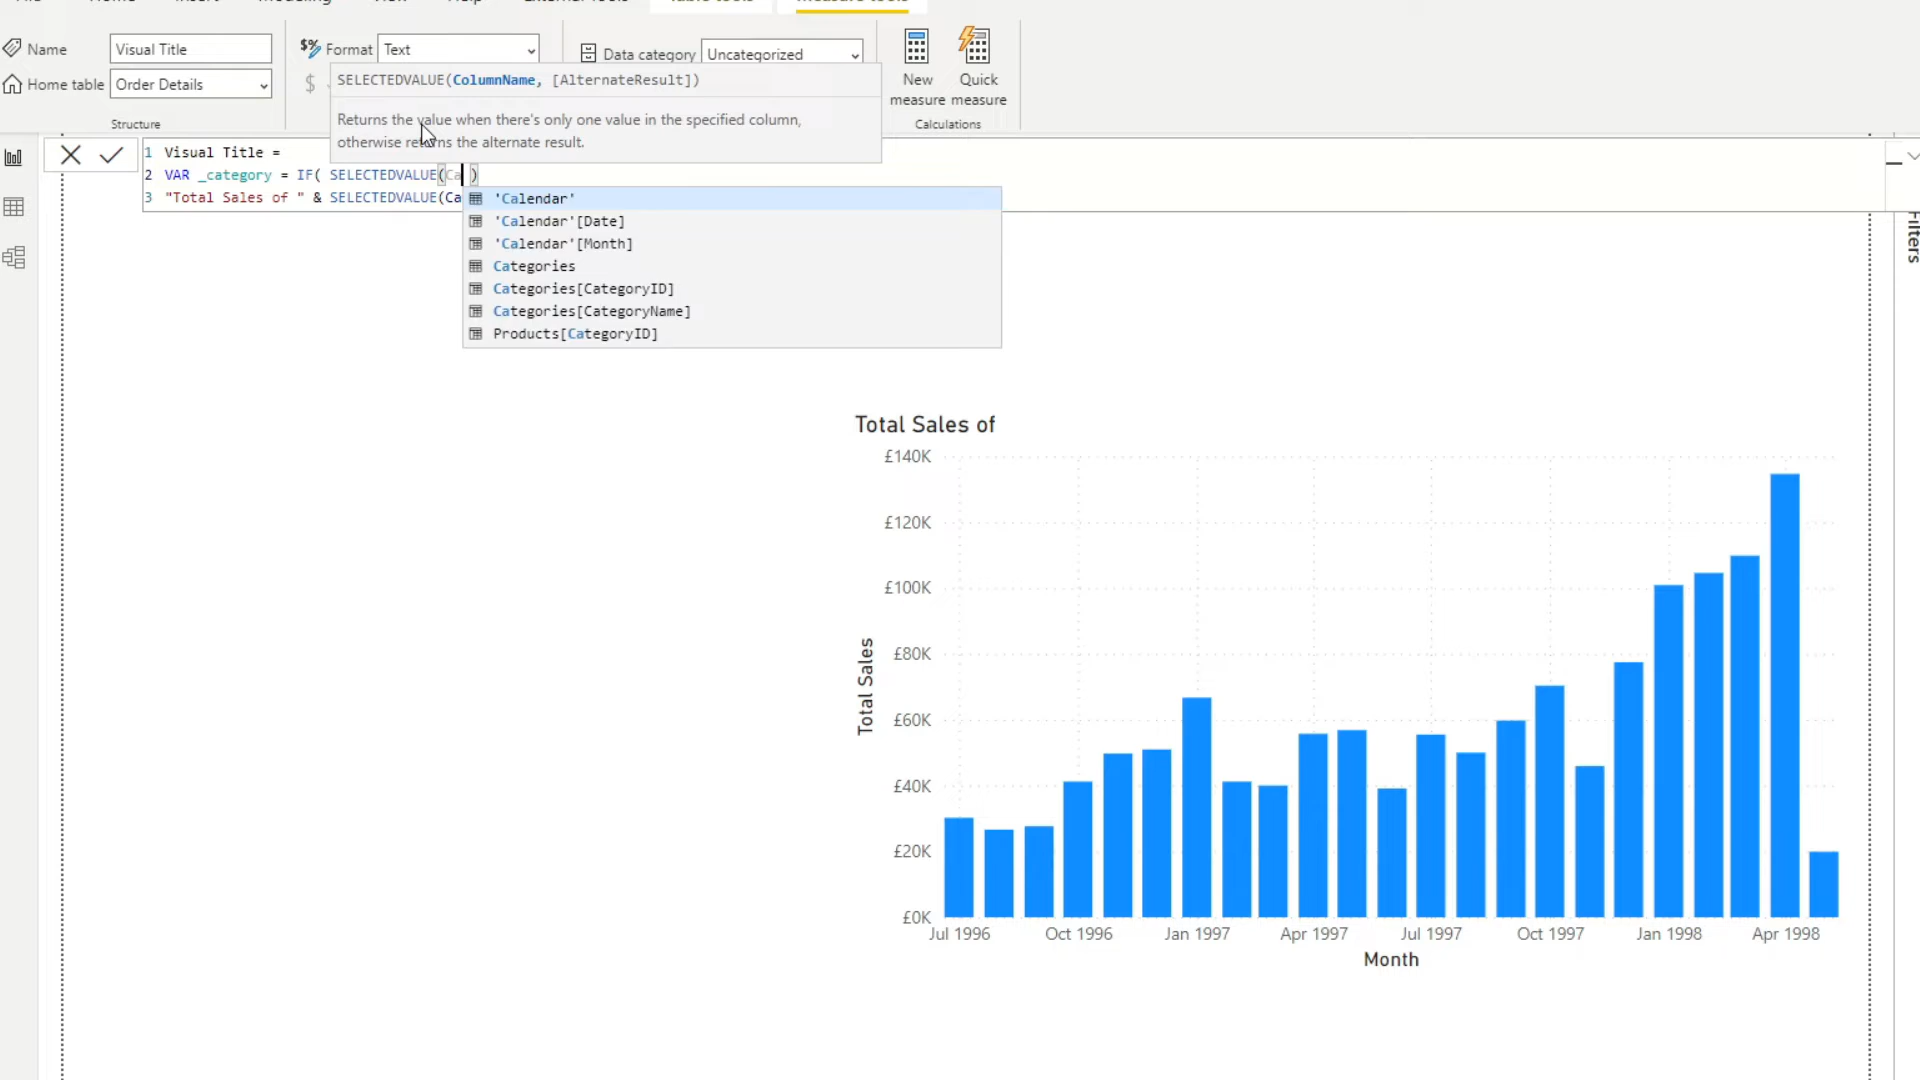 External Tools
Name
Visual Title
Format
Text
Data category
Uncategorized
New
measure
Quick
measure
Home table
Order Details
$
Structure
Calculations
SELECTEDVALUE(ColumnName, [AlternateResult])
Returns the value when there's only one value in the specified column,
otherwise returns the alternate result.
1 Visual Title =
2 VAR _category = IF( SELECTEDVALUE(Ca )
3 "Total Sales of " & SELECTEDVALUE(Ca
'Calendar'
'Calendar'[Date]
'Calendar'[Month]
Categories
Categories[CategoryID]
Categories[CategoryName]
Products[CategoryID]
Filters
Total Sales of
£140K
£120K
£100K
£80K
£60K
£40K
£20K
£0K
Total Sales
Jul 1996
Oct 1996
Jan 1997
Apr 1997
Jul 1997
Oct 1997
Jan 1998
Apr 1998
Month